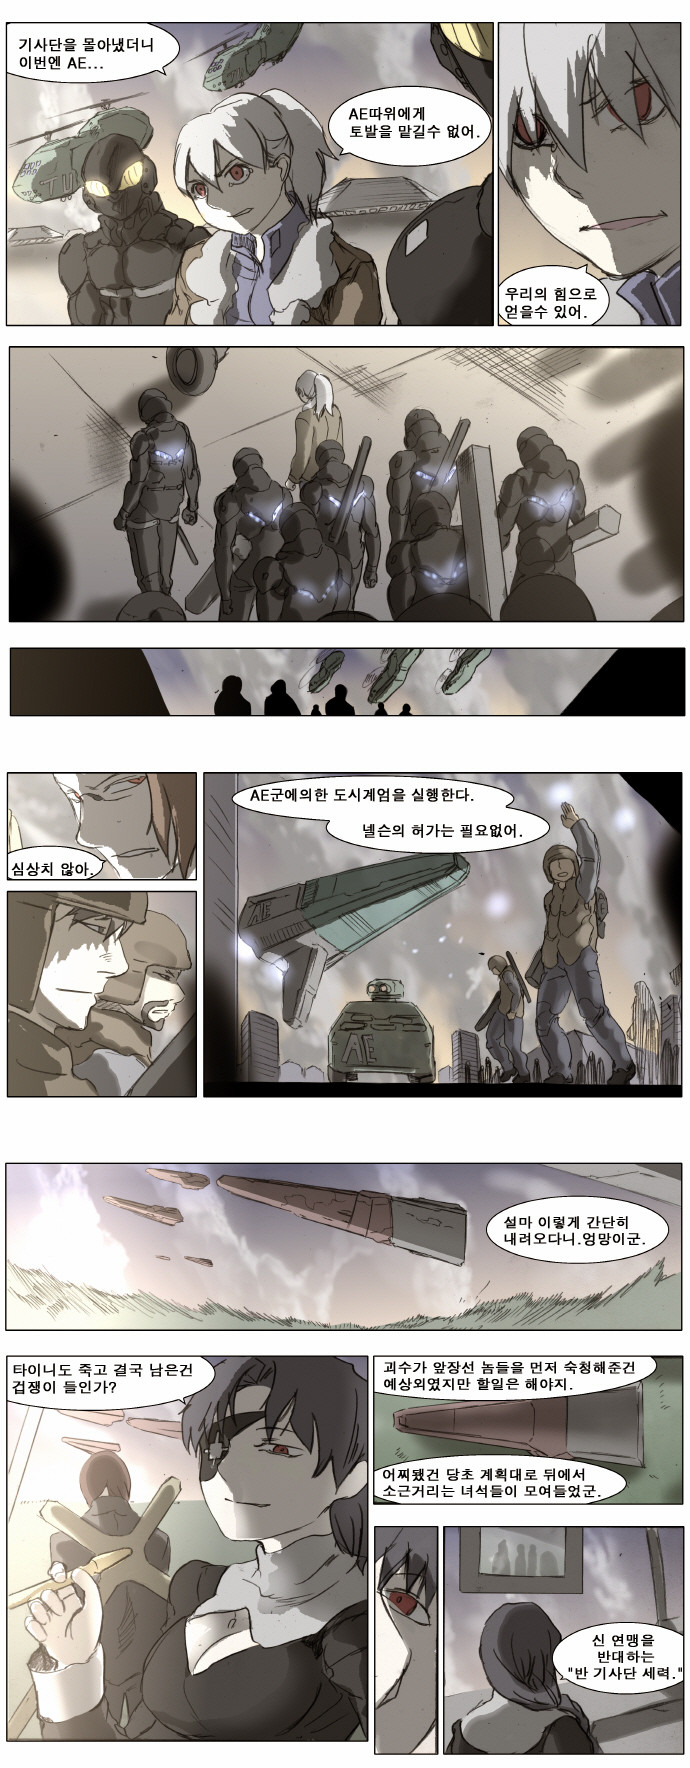 기사단을 몰아냈더니
이번엔 AE...
AE따위에게
토발을 맡길수 없어.
우리의 힘으로
얻을수 있어.
TU
심상치 않아.
AE군에의한 도시계엄을 실행한다.
넬슨의 허가는 필요없어.
AE
AE
설마 이렇게 간단히
내려오다니.엉망이군.
타이니도 죽고 결국 남은건
겁쟁이 들인가?
괴수가 앞장선 놈들을 먼저 숙청해준건
예상외였지만 할일은 해야지.
어찌됐건 당초 계획대로 뒤에서
소근거리는 녀석들이 모여들었군.
신 연맹을
반대하는
"반 기사단 세력."